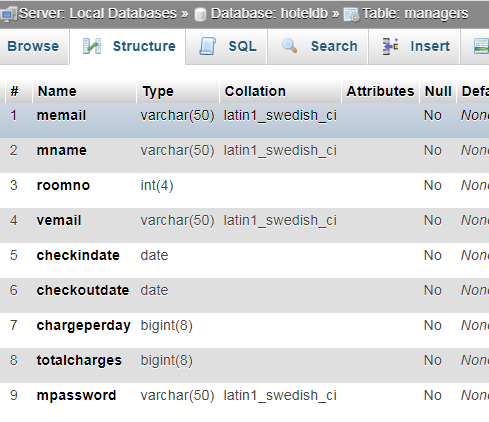 Server: Local Databases » Database: hoteldb » Table: managers
Browse Structure SQL Search Insert
# Name Type Collation Attributes Null Defa
1 memail varchar(50) latin1_swedish_ci No None
2 mname varchar(50) latin1_swedish_ci No None
3 roomno int(4) No None
4 vemail varchar(50) latin1_swedish_ci No None
5 checkindate date No None
6 checkoutdate date No None
7 chargeperday bigint(8) No None
8 totalcharges bigint(8) No None
9 mpassword varchar(50) latin1_swedish_ci No None